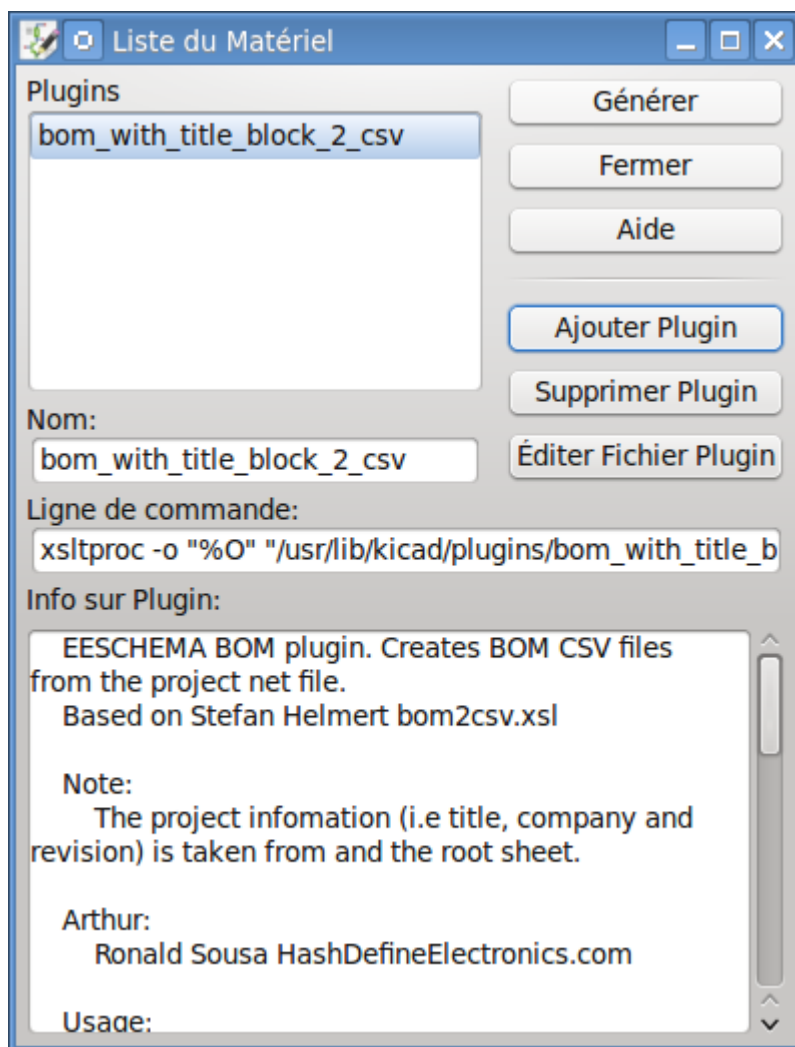 Liste du Matériel
Plugins
bom_with_title_block_2_csv
Générer
Fermer
Aide
Ajouter Plugin
Supprimer Plugin
Éditer Fichier Plugin
Nom:
bom_with_title_block_2_csv
Ligne de commande:
xsltproc -o "%O" "/usr/lib/kicad/plugins/bom_with_title_b
Info sur Plugin:
EESCHEMA BOM plugin. Creates BOM CSV files
from the project net file.
Based on Stefan Helmert bom2csv.xsl
Note:
The project infomation (i.e title, company and
revision) is taken from and the root sheet.
Arthur:
Ronald Sousa HashDefineElectronics.com
Usage: